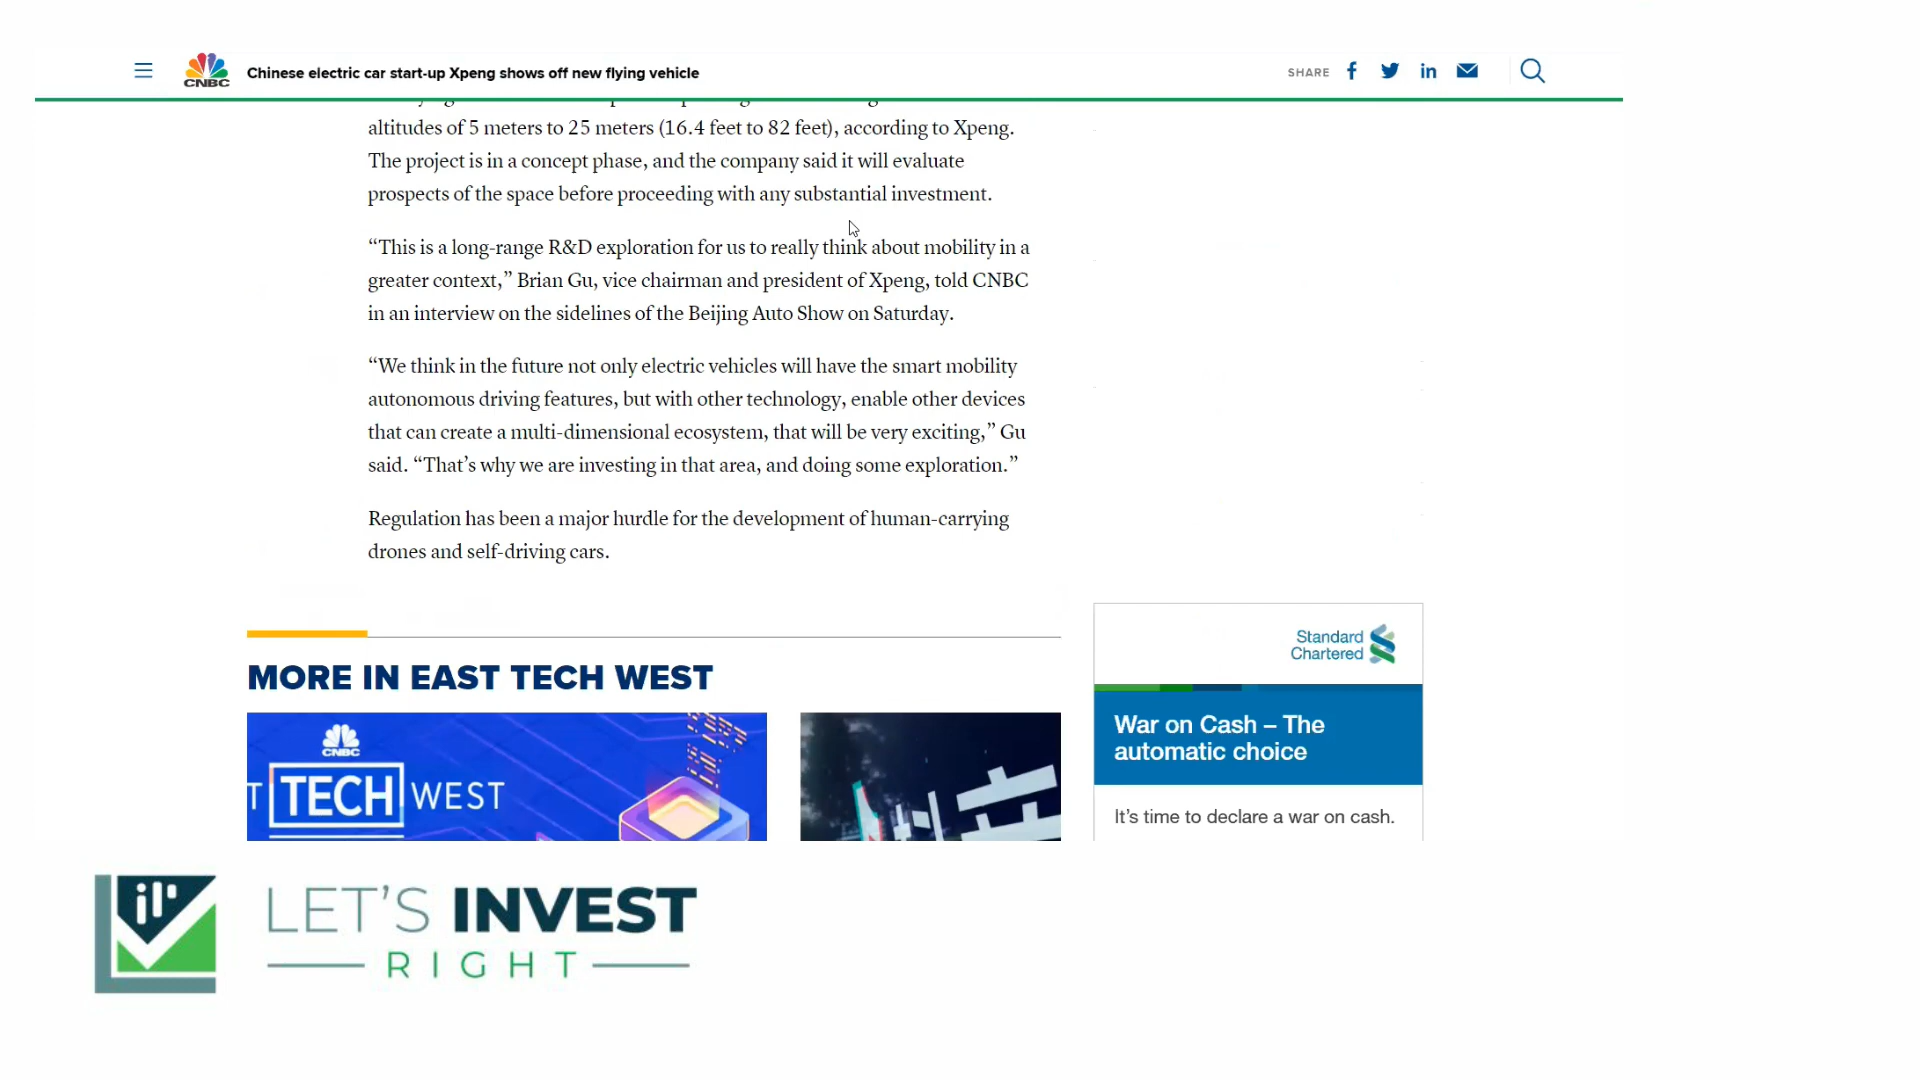 CNBC
Chinese electric car start-up Xpeng shows off new flying vehicle
SHARE
altitudes of 5 meters to 25 meters (16.4 feet to 82 feet), according to Xpeng.
The project is in a concept phase, and the company said it will evaluate
prospects of the space before proceeding with any substantial investment.
“This is a long-range R&D exploration for us to really think about mobility in a
greater context,” Brian Gu, vice chairman and president of Xpeng, told CNBC
in an interview on the sidelines of the Beijing Auto Show on Saturday.
“We think in the future not only electric vehicles will have the smart mobility
autonomous driving features, but with other technology, enable other devices
that can create a multi-dimensional ecosystem, that will be very exciting,” Gu
said. “That’s why we are investing in that area, and doing some exploration.”
Regulation has been a major hurdle for the development of human-carrying
drones and self-driving cars.
MORE IN EAST TECH WEST
CNBC
T TECH WEST
Standard
Chartered
War on Cash – The
automatic choice
It’s time to declare a war on cash.
LET’S INVEST
RIGHT